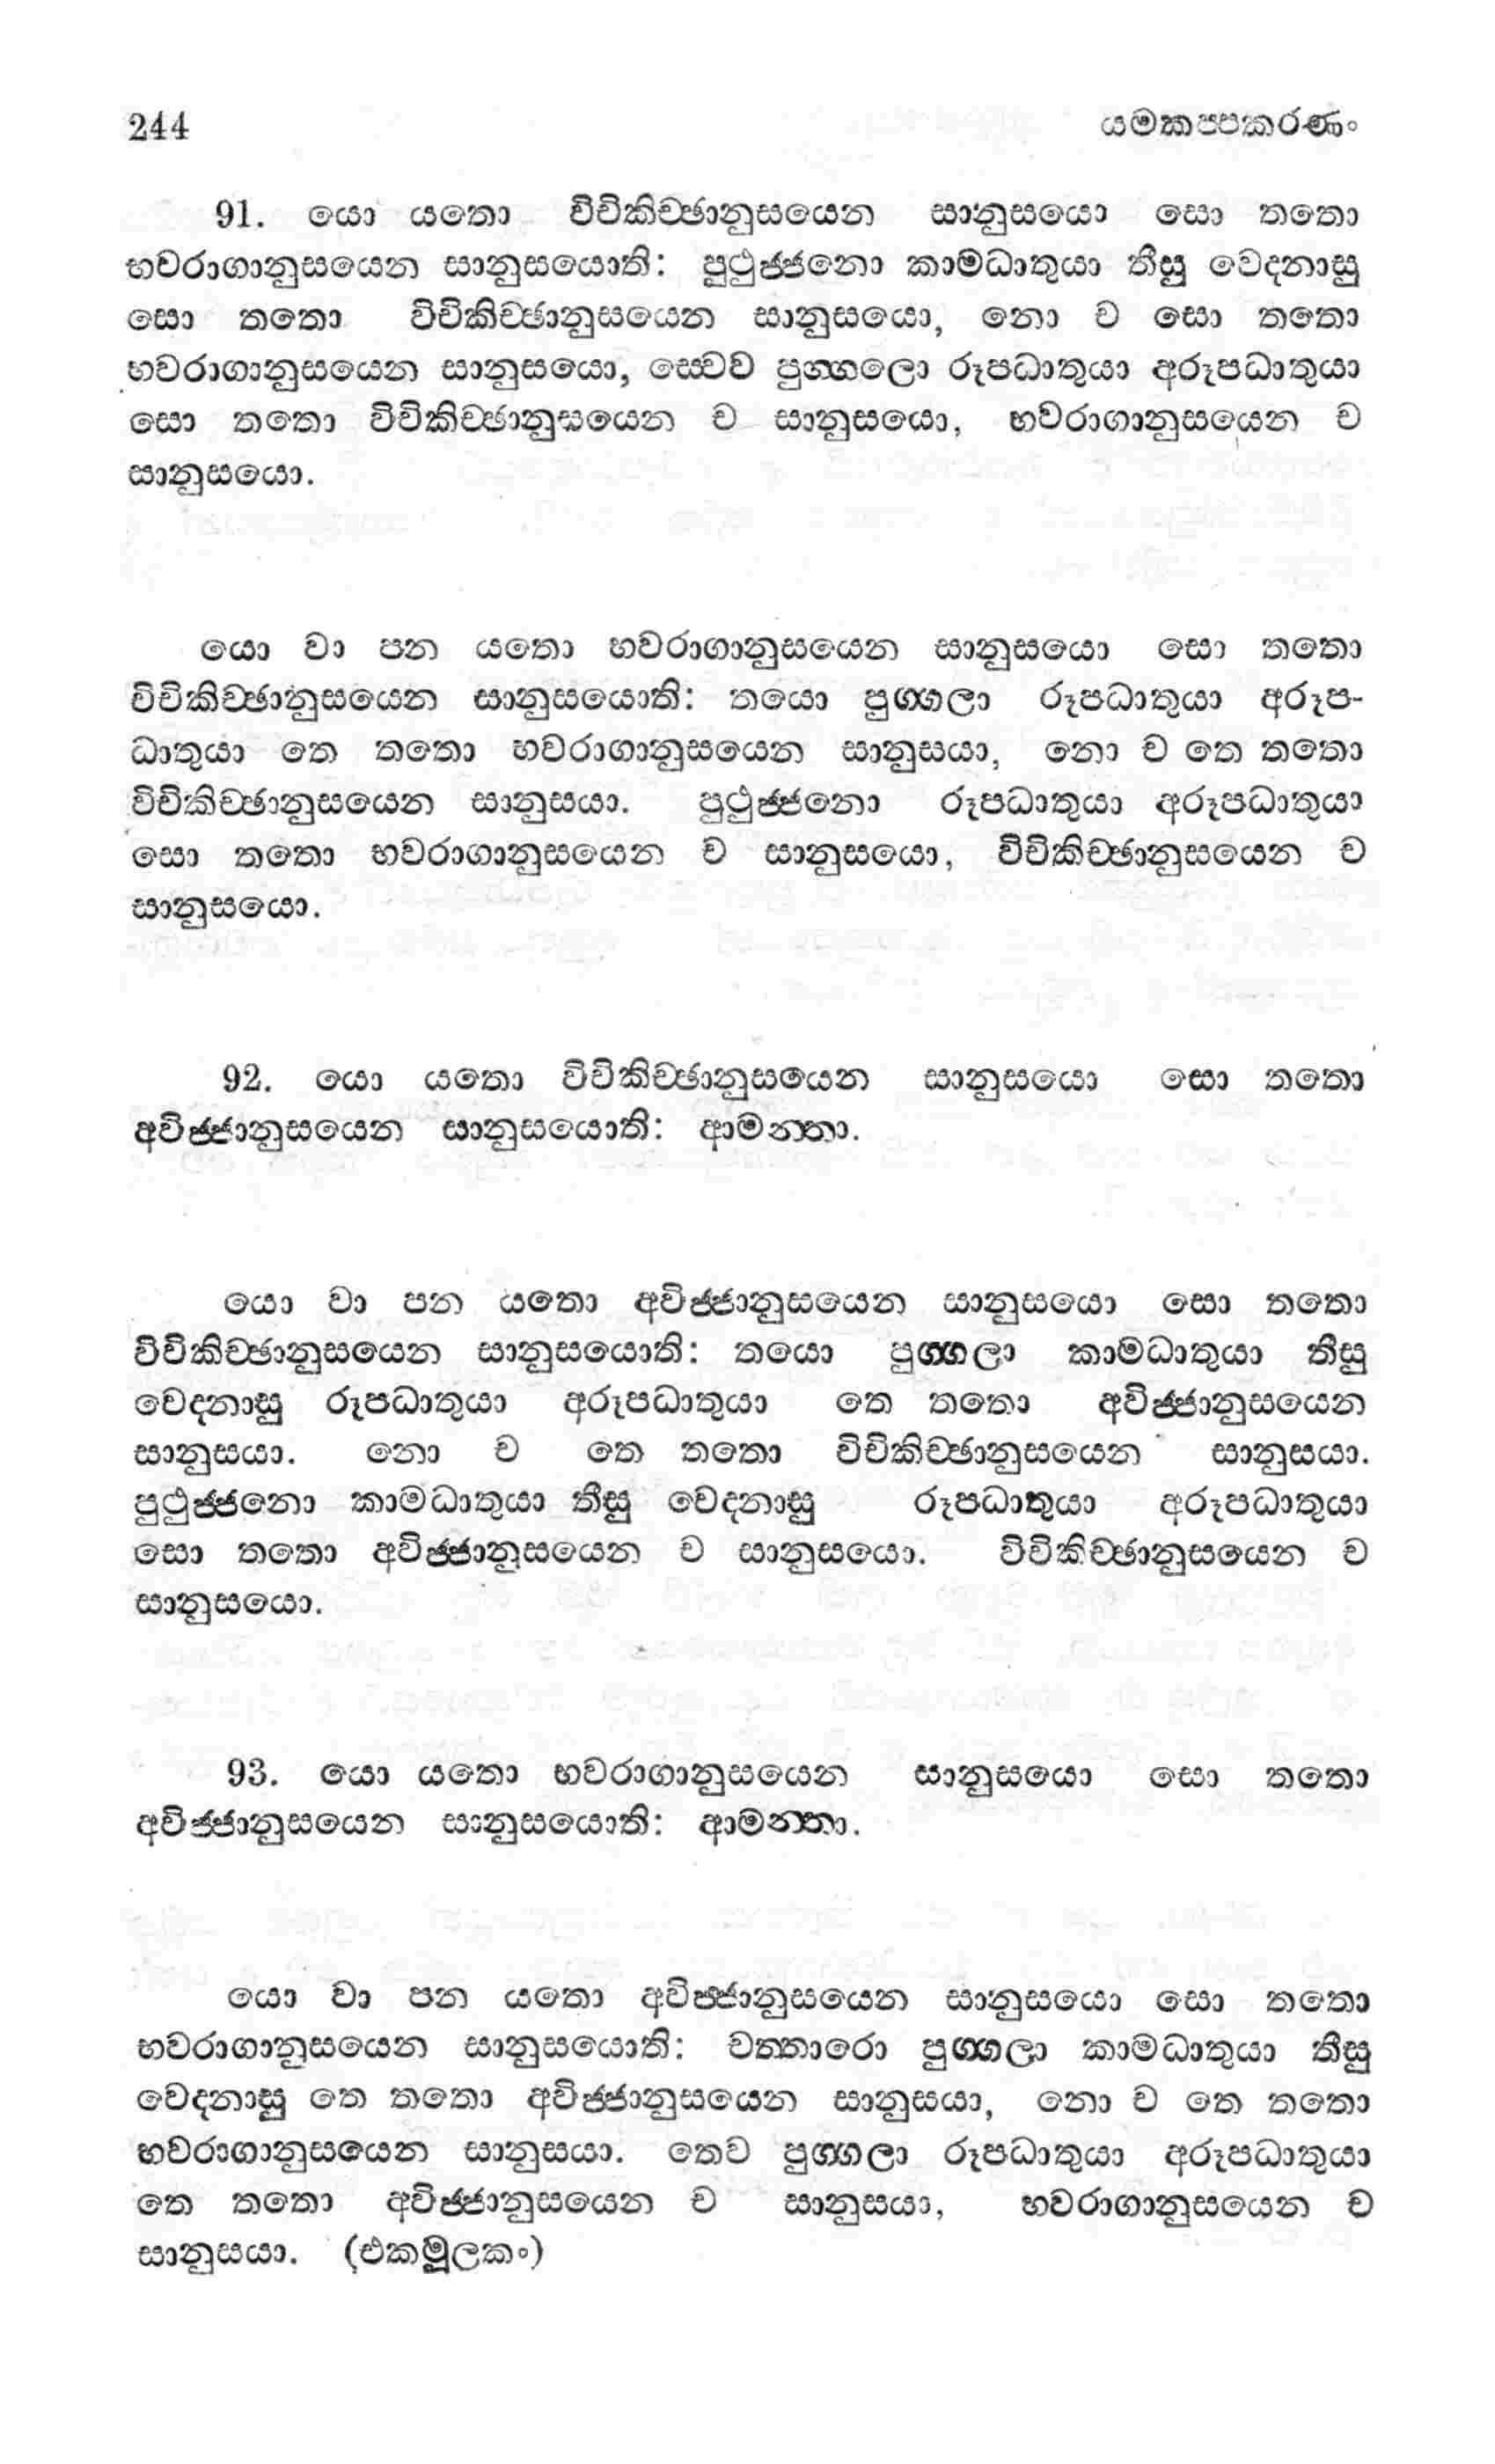 244 යමකප්පකරණං
91. යො යතො විචිකිච්ඡානුසයෙන සානුසයො සො තතො
භවරාගානුසයෙන සානුසයොති: පුථුජ්ජනො කාමධාතුයා තීසු වෙදනාසු
සො තතො විචිකිච්ඡානුසයෙන සානුසයො, නො ච සො තතො
භවරාගානුසයෙන සානුසයො, ස්වෙව පුග්ගලො රූපධාතුයා අරූපධාතුයා
සො තතො විචිකිච්ඡානුසයෙන ච සානුසයො, භවරාගානුසයෙන ච
සානුසයො.
යො වා පන යතො භවරාගානුසයෙන සානුසයො සො තතො
විචිකිච්ඡානුසයෙන සානුසයොති: තයො පුග්ගලා රූපධාතුයා අරූප-
ධාතුයා තෙ තතො භවරාගානුසයෙන සානුසයා, නො ච තෙ තතො
විචිකිච්ඡානුසයෙන සානුසයා. පුථුජ්ජනො රූපධාතුයා අරූපධාතුයා
සො තතො භවරාගානුසයෙන ච සානුසයො, විචිකිච්ඡානුසයෙන ච
සානුසයො.
92. යො යතො විචිකිච්ඡානුසයෙන සානුසයො සො තතො
අවිජ්ජානුසයෙන සානුසයොති: ආමන්තා.
යො වා පන යතො අවිජ්ජානුසයෙන සානුසයො සො තතො
විචිකිච්ඡානුසයෙන සානුසයොති: තයො පුග්ගලා කාමධාතුයා තීසු
වෙදනාසු රූපධාතුයා අරූපධාතුයා තෙ තතො අවිජ්ජානුසයෙන
සානුසයා. නො ච තෙ තතො විචිකිච්ඡානුසයෙන සානුසයා.
පුථුජ්ජනො කාමධාතුයා තීසු වෙදනාසු රූපධාතුයා අරූපධාතුයා
සො තතො අවිජ්ජානුසයෙන ච සානුසයො. විචිකිච්ඡානුසයෙන ච
සානුසයො.
93. යො යතො භවරාගානුසයෙන සානුසයො සො තතො
අවිජ්ජානුසයෙන සානුසයොති: ආමන්තා.
යො වා පන යතො අවිජ්ජානුසයෙන සානුසයො සො තතො
භවරාගානුසයෙන සානුසයොති: චත්තාරො පුග්ගලා කාමධාතුයා තීසු
වෙදනාසු තෙ තතො අවිජ්ජානුසයෙන සානුසයා, නො ච තෙ තතො
භවරාගානුසයෙන සානුසයා. තෙව පුග්ගලා රූපධාතුයා අරූපධාතුයා
තෙ තතො අවිජ්ජානුසයෙන ච සානුසයා, භවරාගානුසයෙන ච
සානුසයා. (එකමූලකං)